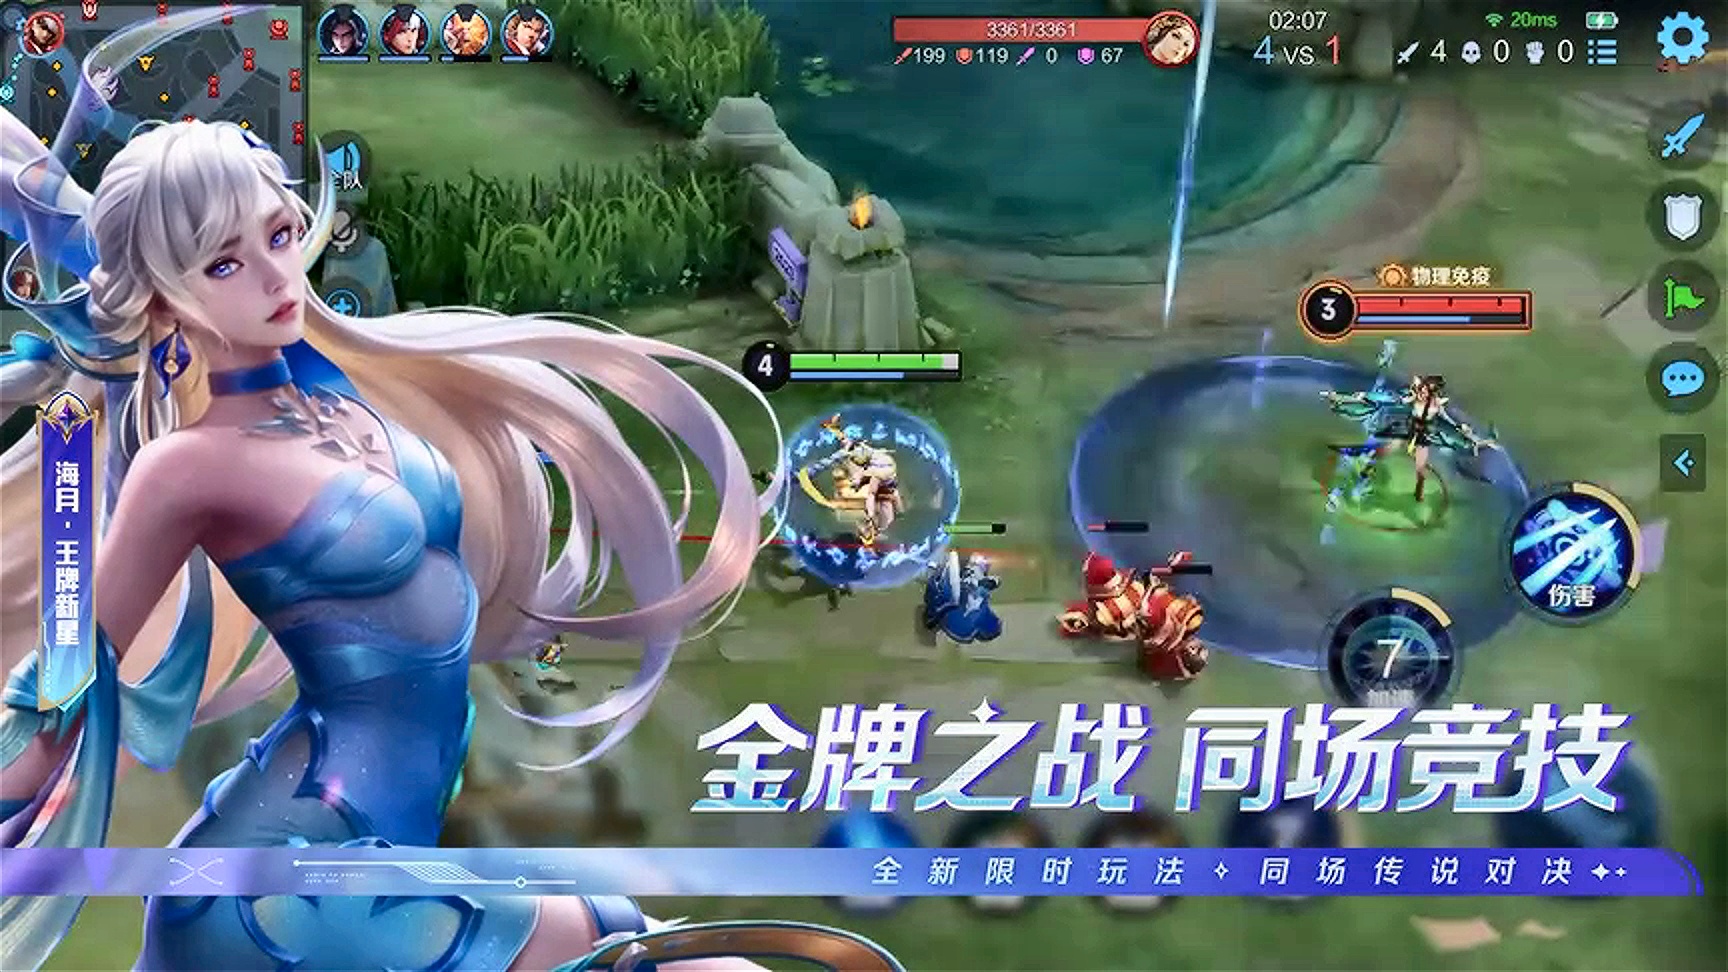 3361/3361
199 119 0 67
02:07
4 VS 1
20ms
4 0 0
全队
物理免疫
3
4
海月·王牌新星
伤害
7
金牌之战 同场竞技
全新限时玩法 同场传说对决